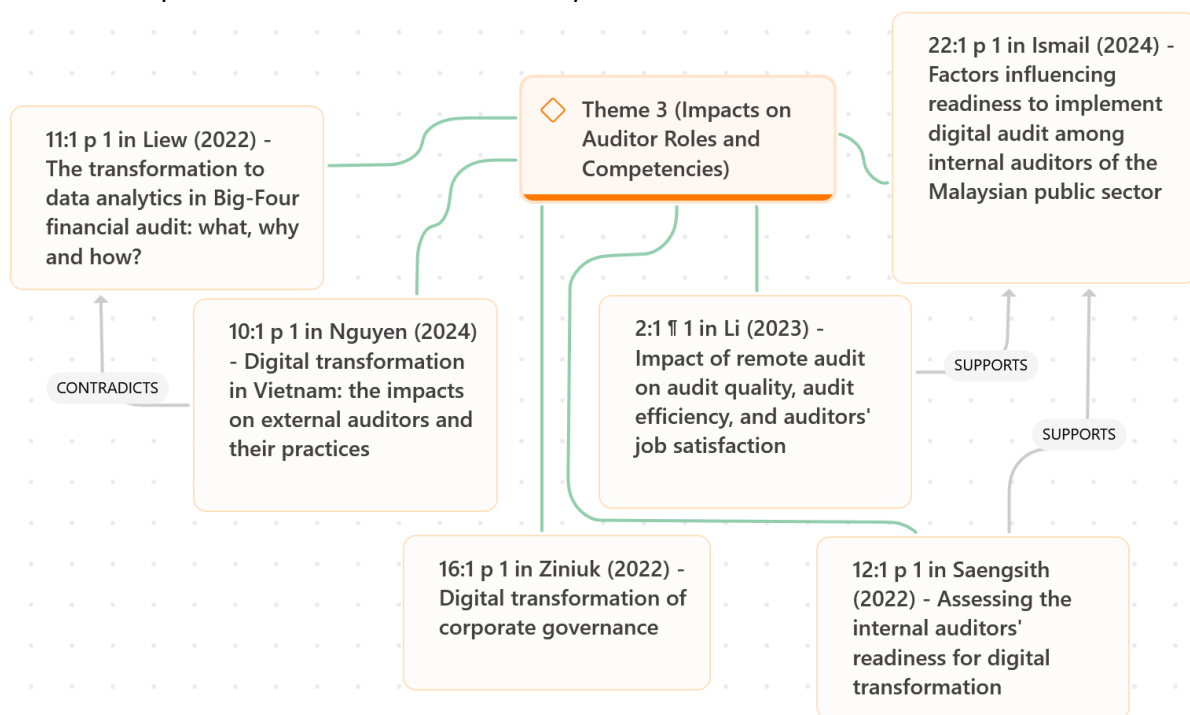 22:1 p 1 in Ismail (2024) -
Factors influencing
readiness to implement
digital audit among
internal auditors of the
Malaysian public sector
Theme 3 (Impacts on
Auditor Roles and
Competencies)
11:1 p 1 in Liew (2022) -
The transformation to
data analytics in Big-Four
financial audit: what, why
and how?
10:1 p 1 in Nguyen (2024)
- Digital transformation
in Vietnam: the impacts
on external auditors and
their practices
2:1 ¶ 1 in Li (2023) -
Impact of remote audit
on audit quality, audit
efficiency, and auditors'
job satisfaction
SUPPORTS
CONTRADICTS
SUPPORTS
16:1 p 1 in Ziniuk (2022) -
Digital transformation of
corporate governance
12:1 p 1 in Saengsith
(2022) - Assessing the
internal auditors'
readiness for digital
transformation